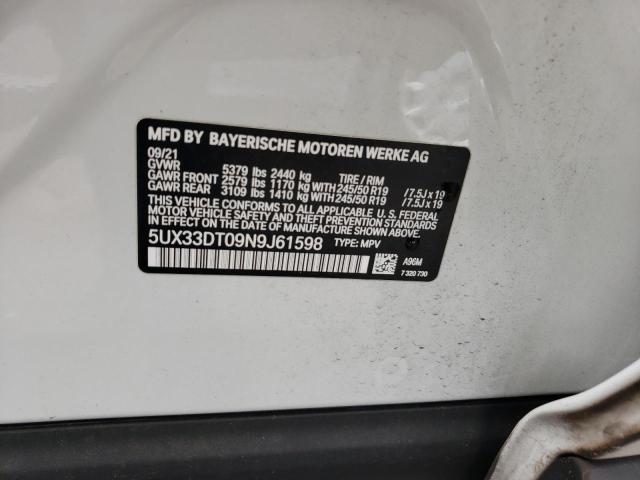 MFD BY BAYERISCHE MOTOREN WERKE AG
09/21
GVWR 5379 lbs 2440 kg TIRE / RIM
GAWR FRONT 2579 lbs 1170 kg WITH 245/50 R19 / 7.5J x 19
GAWR REAR 3109 lbs 1410 kg WITH 245/50 R19 / 7.5J x 19
THIS VEHICLE CONFORMS TO ALL APPLICABLE U.S. FEDERAL
MOTOR VEHICLE SAFETY, BUMPER, AND THEFT PREVENTION
STANDARDS IN EFFECT ON THE DATE OF MANUFACTURE SHOWN ABOVE.
5UX33DT09N9J61598 TYPE: MPV
A96M
7 320 730